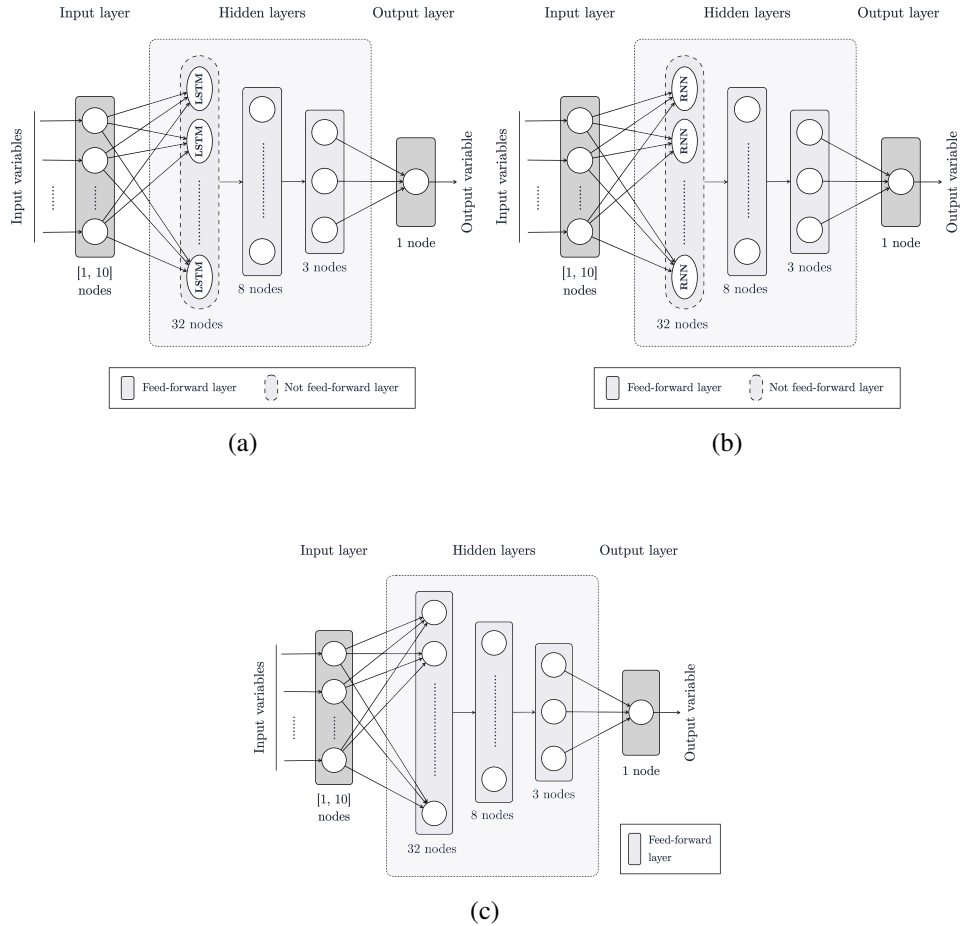 Input layer
Hidden layers
Output layer
Input variables
LSTM
LSTM
LSTM
[1, 10]
nodes
32 nodes
8 nodes
3 nodes
1 node
Output variable
Feed-forward layer
Not feed-forward layer
(a)
Input layer
Hidden layers
Output layer
Input variables
RNN
RNN
RNN
[1, 10]
nodes
32 nodes
8 nodes
3 nodes
1 node
Output variable
Feed-forward layer
Not feed-forward layer
(b)
Input layer
Hidden layers
Output layer
Input variables
[1, 10]
nodes
32 nodes
8 nodes
3 nodes
1 node
Output variable
Feed-forward
layer
(c)